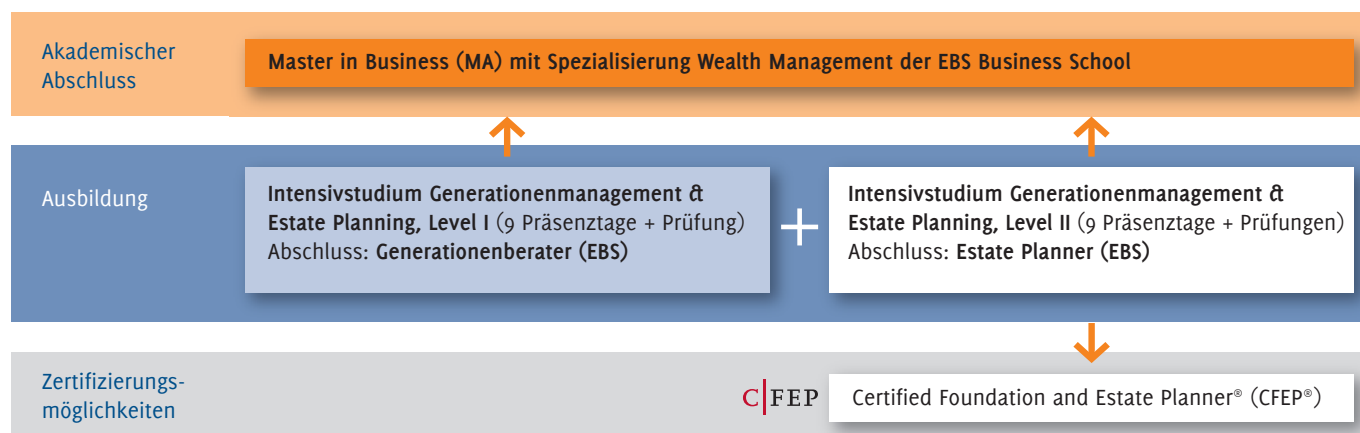 Akademischer
Abschluss
Master in Business (MA) mit Spezialisierung Wealth Management der EBS Business School
Ausbildung
Intensivstudium Generationenmanagement &
Estate Planning, Level I (9 Präsenztage + Prüfung)
Abschluss: Generationenberater (EBS)
+
Intensivstudium Generationenmanagement &
Estate Planning, Level II (9 Präsenztage + Prüfungen)
Abschluss: Estate Planner (EBS)
Zertifizierungs-
möglichkeiten
C|FEP
Certified Foundation and Estate Planner® (CFEP®)